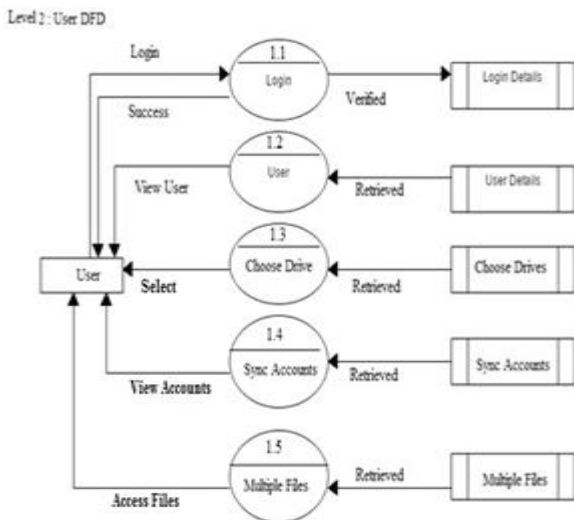 Level 2 : User DFD
Login
1.1
Login
Verified
Login Details
Success
1.2
User
View User
Retrieved
User Details
User
1.3
Choose Drive
Select
Retrieved
Choose Drives
1.4
Sync Accounts
View Accounts
Retrieved
Sync Accounts
1.5
Multiple Files
Access Files
Retrieved
Multiple Files